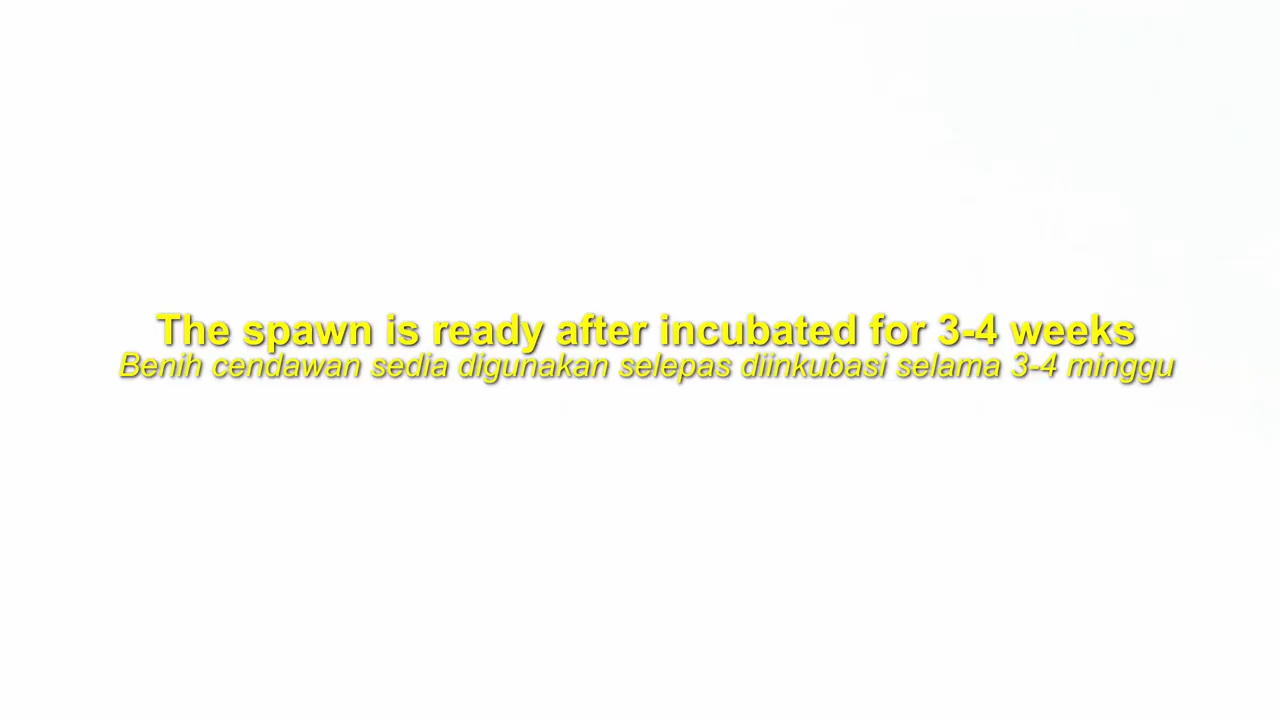 The spawn is ready after incubated for 3-4 weeks
Benih cendawan sedia digunakan selepas diinkubasi selama 3-4 minggu